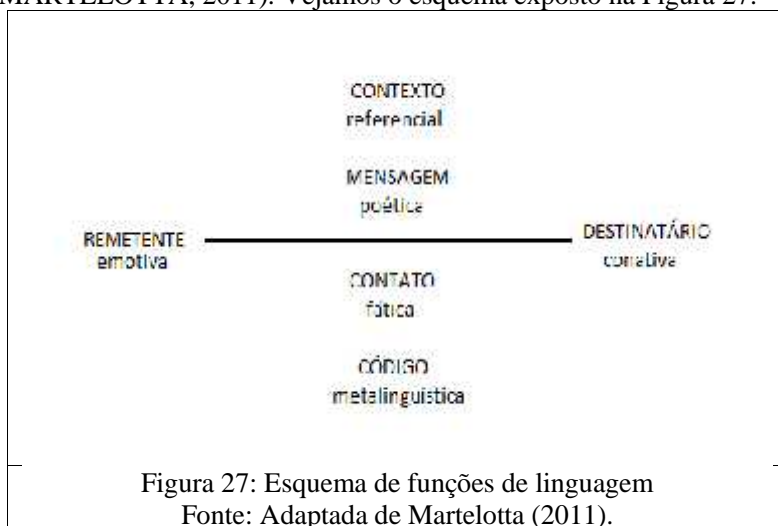 MARTELOTTA, 2011). Vejamos o esquema exposto na Figura 27.
CONTEXTO
referencial
MENSAGEM
poética
REMETENTE
emotiva
DESTINATÁRIO
conativa
CONTATO
fática
CÓDIGO
metalinguística
Figura 27: Esquema de funções de linguagem
Fonte: Adaptada de Martelotta (2011).